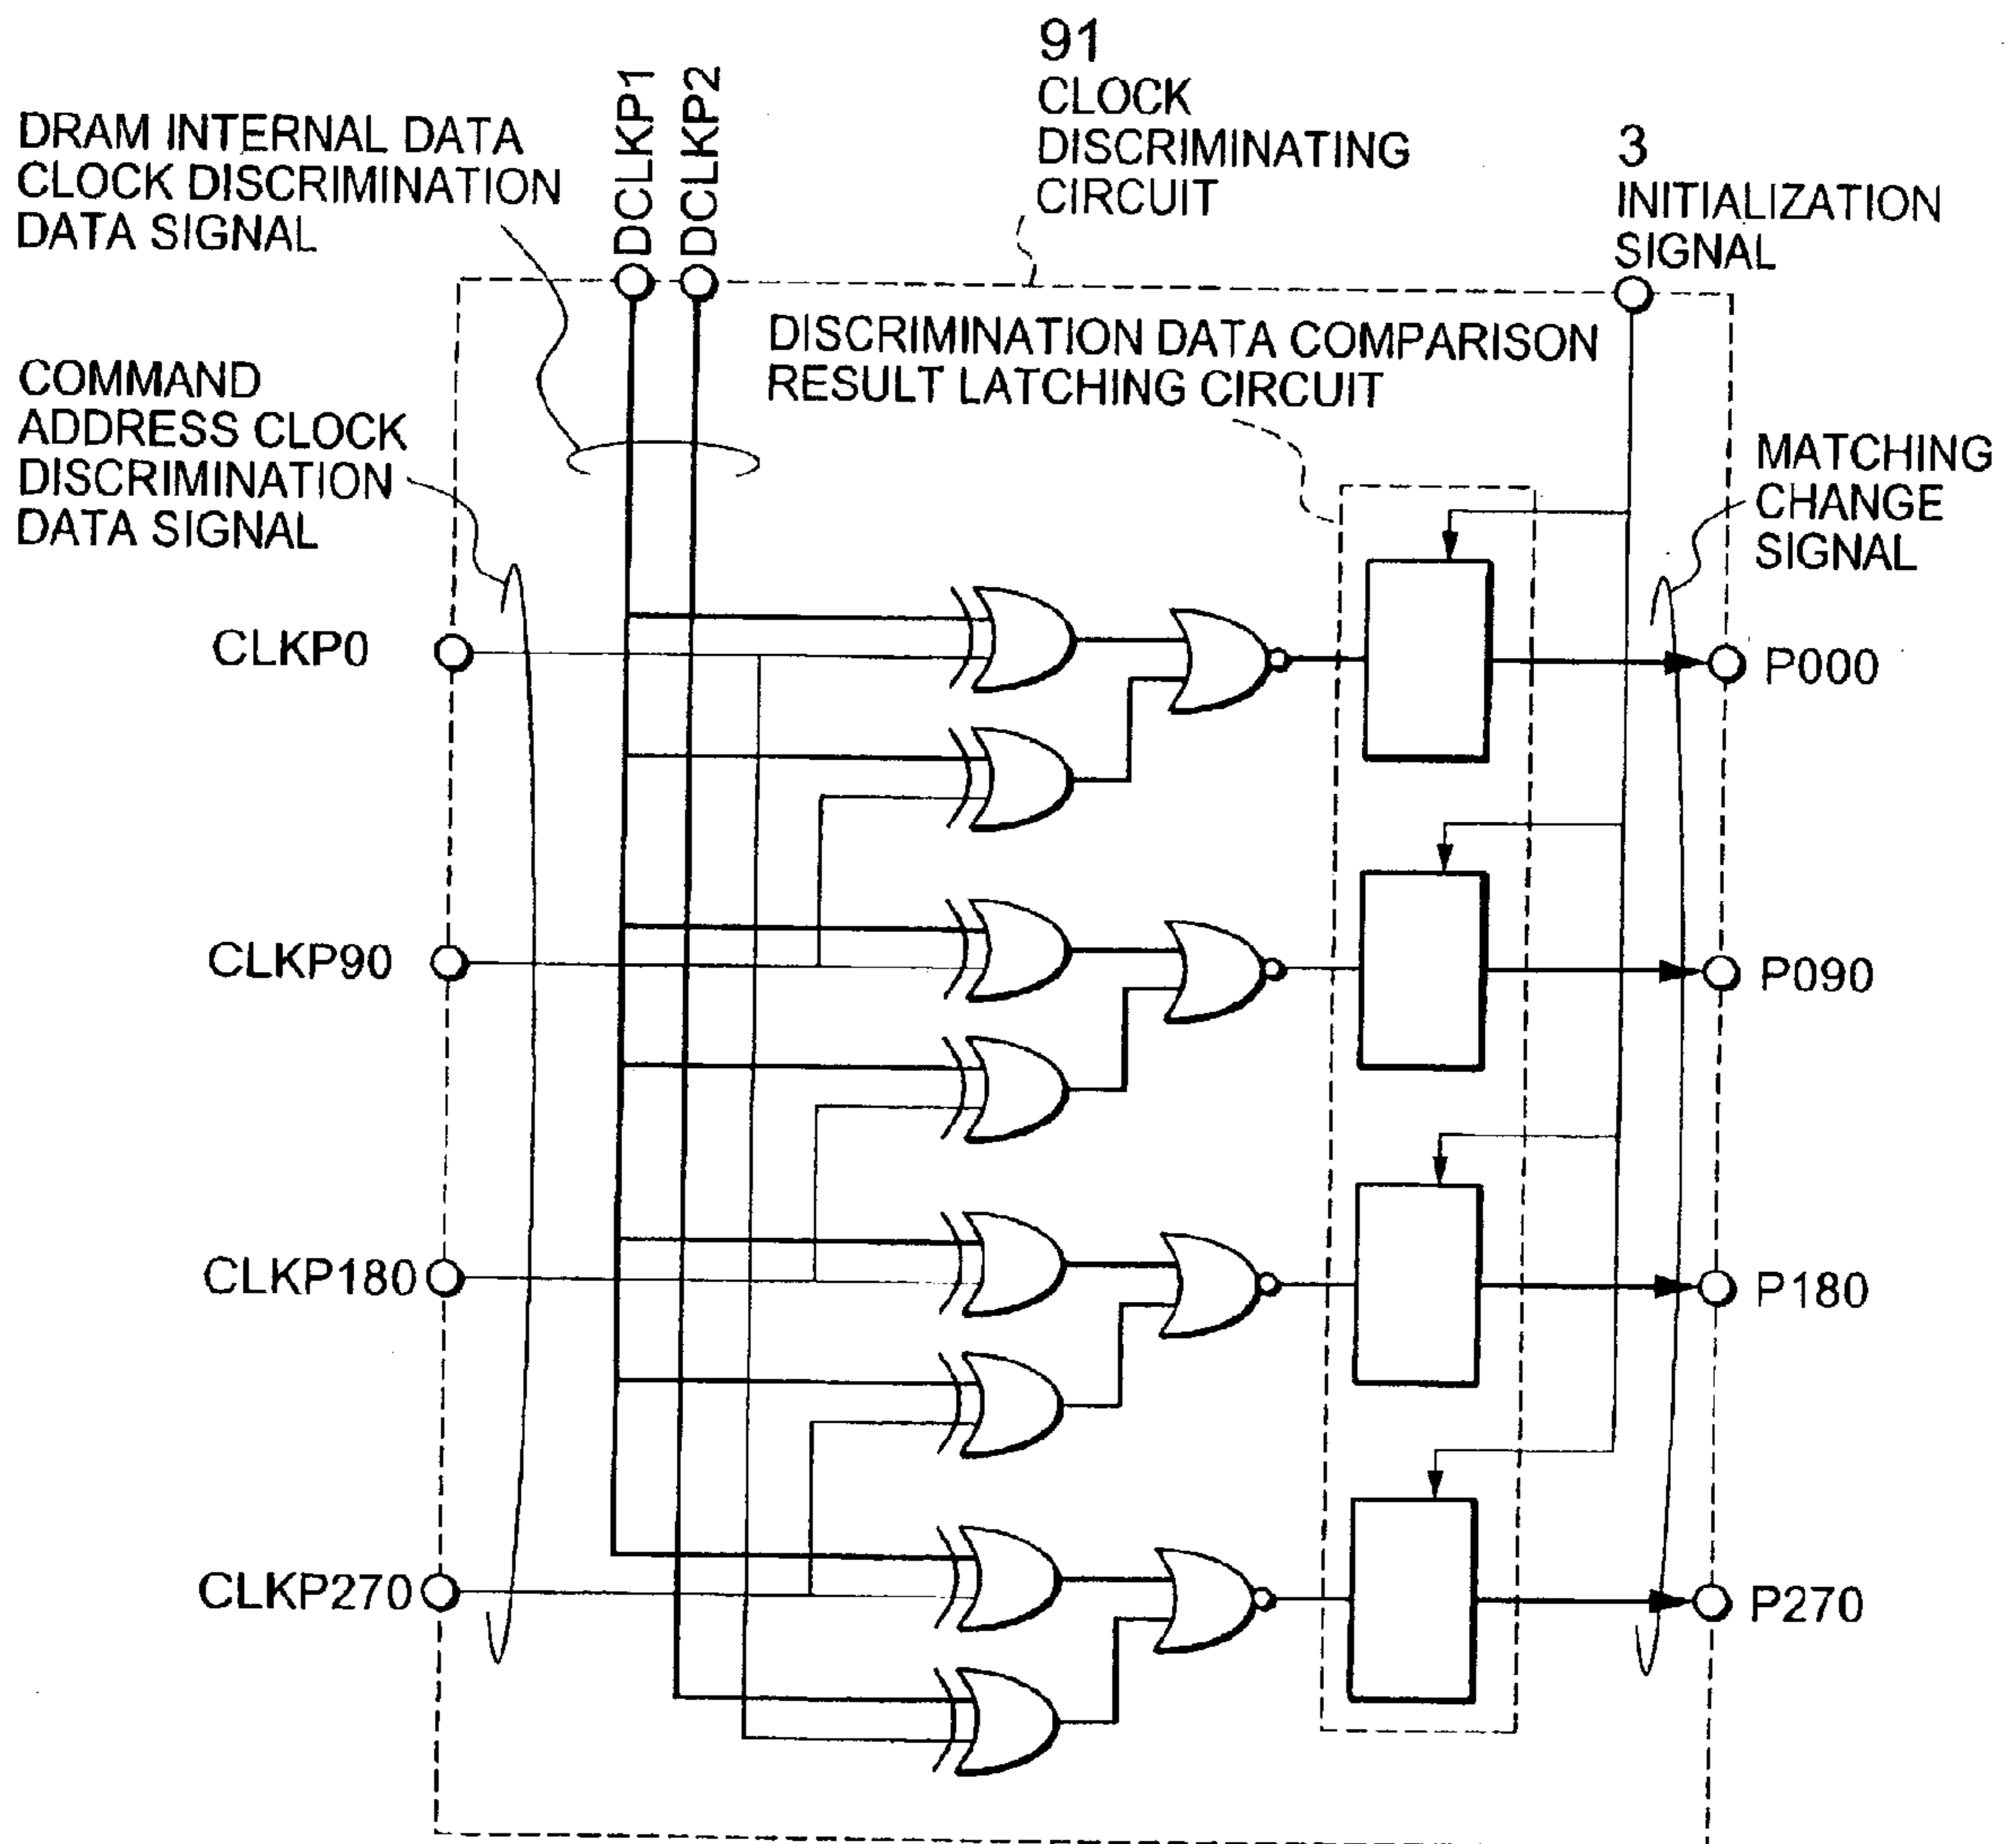 91
CLOCK
DISCRIMINATING
CIRCUIT
DRAM INTERNAL DATA
CLOCK DISCRIMINATION
DATA SIGNAL
DCLKP1
DCLKP2
3
INITIALIZATION
SIGNAL
DISCRIMINATION DATA COMPARISON
RESULT LATCHING CIRCUIT
COMMAND
ADDRESS CLOCK
DISCRIMINATION
DATA SIGNAL
MATCHING
CHANGE
SIGNAL
CLKP0
P000
CLKP90
P090
CLKP180
P180
CLKP270
P270